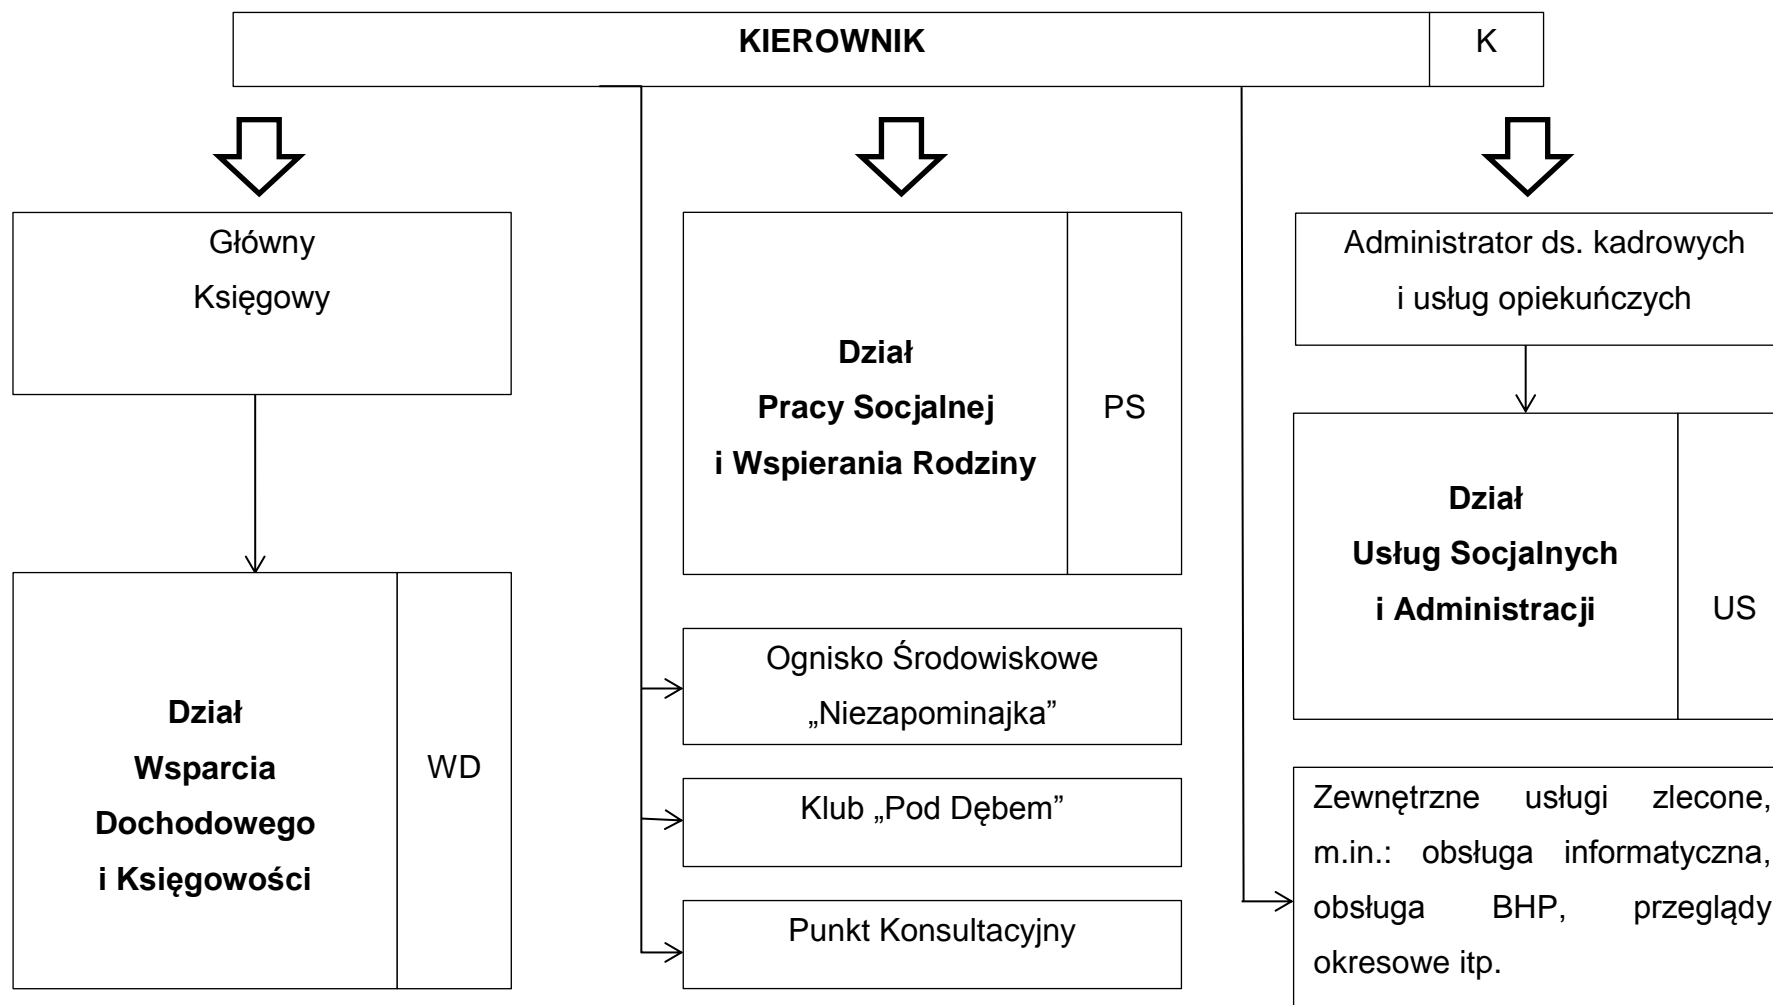 KIEROWNIK
K
Główny
Księgowy
Dział
Wsparcia
Dochodowego
i Księgowości
WD
Dział
Pracy Socjalnej
i Wspierania Rodziny
PS
Ognisko Środowiskowe
„Niezapominajka”
Klub „Pod Dębem”
Punkt Konsultacyjny
Administrator ds. kadrowych
i usług opiekuńczych
Dział
Usług Socjalnych
i Administracji
US
Zewnętrzne usługi zlecone,
m.in.: obsługa informatyczna,
obsługa BHP, przeglądy
okresowe itp.